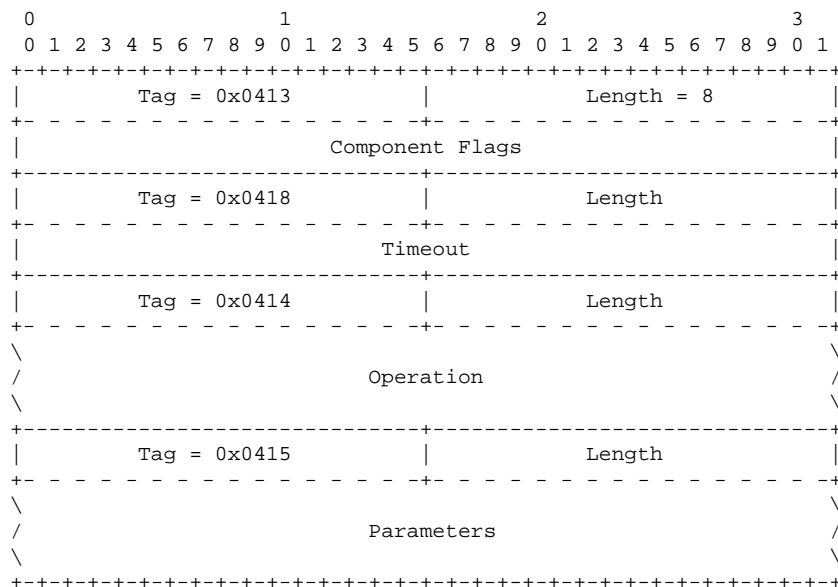 0                   1                   2                   3
 0 1 2 3 4 5 6 7 8 9 0 1 2 3 4 5 6 7 8 9 0 1 2 3 4 5 6 7 8 9 0 1
+-+-+-+-+-+-+-+-+-+-+-+-+-+-+-+-+-+-+-+-+-+-+-+-+-+-+-+-+-+-+-+-+
|         Tag = 0x0413          |            Length = 8         |
+- - - - - - - - - - - - - - - -+- - - - - - - - - - - - - - - -+
|                        Component Flags                        |
+-------------------------------+-------------------------------+
|         Tag = 0x0418          |            Length             |
+- - - - - - - - - - - - - - - -+- - - - - - - - - - - - - - - -+
|                            Timeout                            |
+-------------------------------+-------------------------------+
|         Tag = 0x0414          |            Length             |
+- - - - - - - - - - - - - - - -+- - - - - - - - - - - - - - - -+
\                                                               \
/                           Operation                           /
\                                                               \
+-------------------------------+-------------------------------+
|         Tag = 0x0415          |            Length             |
+- - - - - - - - - - - - - - - -+- - - - - - - - - - - - - - - -+
\                                                               \
/                           Parameters                          /
\                                                               \
+-+-+-+-+-+-+-+-+-+-+-+-+-+-+-+-+-+-+-+-+-+-+-+-+-+-+-+-+-+-+-+-+